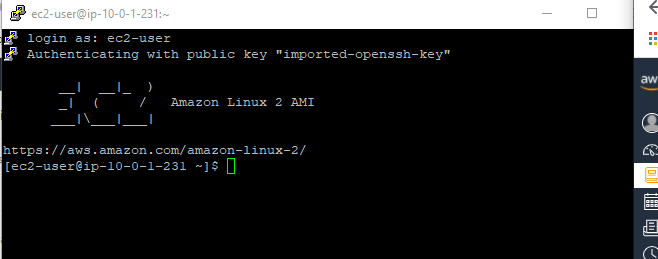 ec2-user@ip-10-0-1-231:~
login as: ec2-user
Authenticating with public key "imported-openssh-key"
       __|  __|_  )
       _|  (     /   Amazon Linux 2 AMI
      ___|\___|___|
https://aws.amazon.com/amazon-linux-2/
[ec2-user@ip-10-0-1-231 ~]$
aw